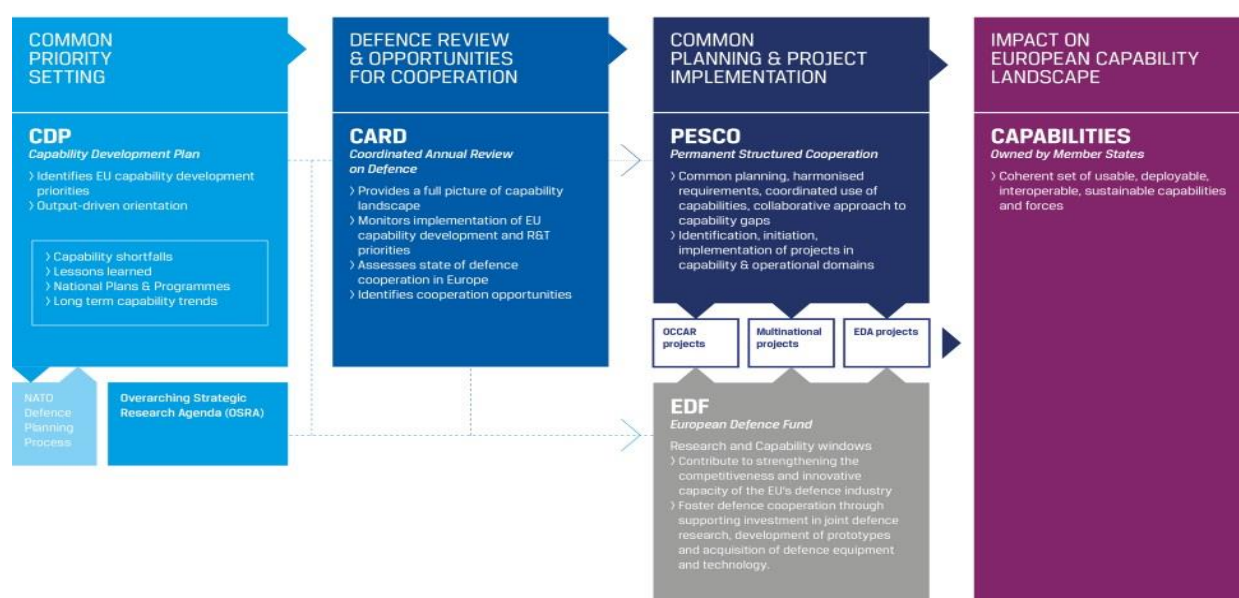 COMMON
PRIORITY
SETTING
CDP
Capability Development Plan
› Identifies EU capability development
priorities
› Output-driven orientation
› Capability shortfalls
› Lessons learned
› National Plans & Programmes
› Long term capability trends
NATO
Defence
Planning
Process
Overarching Strategic
Research Agenda (OSRA)
DEFENCE REVIEW
& OPPORTUNITIES
FOR COOPERATION
CARD
Coordinated Annual Review
on Defence
› Provides a full picture of capability
landscape
› Monitors implementation of EU
capability development and R&T
priorities
› Assesses state of defence
cooperation in Europe
› Identifies cooperation opportunities
COMMON
PLANNING & PROJECT
IMPLEMENTATION
PESCO
Permanent Structured Cooperation
› Common planning, harmonised
requirements, coordinated use of
capabilities, collaborative approach to
capability gaps
› Identification, initiation,
implementation of projects in
capability & operational domains
OCCAR
projects
Multinational
projects
EDA projects
EDF
European Defence Fund
Research and Capability windows
› Contribute to strengthening the
competitiveness and innovative
capacity of the EU's defence industry
› Foster defence cooperation through
supporting investment in joint defence
research, development of prototypes
and acquisition of defence equipment
and technology.
IMPACT ON
EUROPEAN CAPABILITY
LANDSCAPE
CAPABILITIES
Owned by Member States
› Coherent set of usable, deployable,
interoperable, sustainable capabilities
and forces